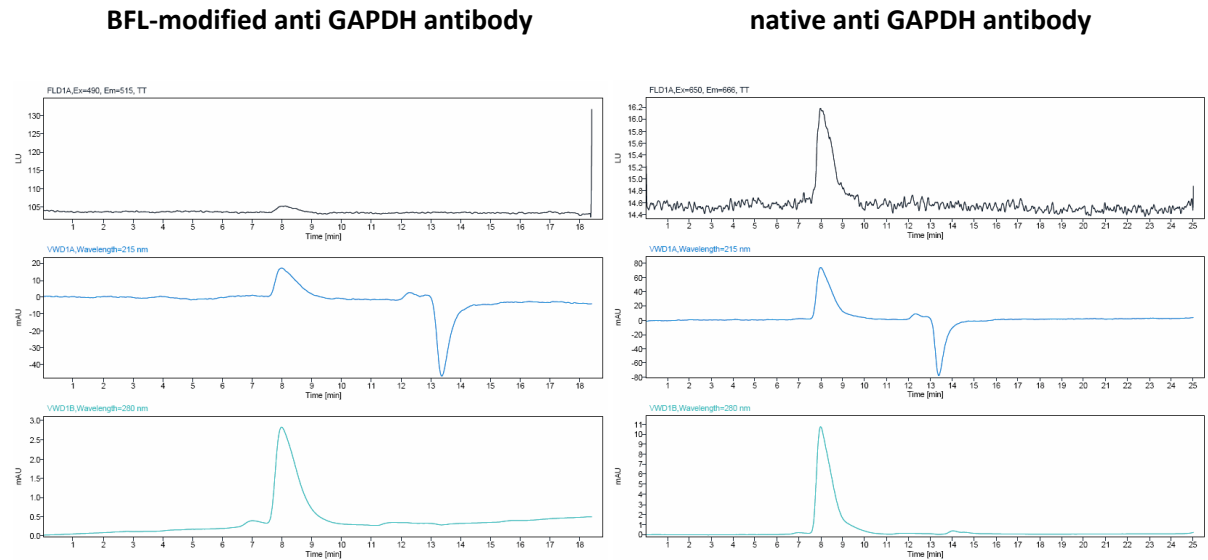 BFL-modified anti GAPDH antibody
native anti GAPDH antibody
FLD1A,Ex=490, Em=515, TT
LU
130
125
120
115
110
105
1 2 3 4 5 6 7 8 9 10 11 12 13 14 15 16 17 18
Time [min]
VWD1A,Wavelength=215 nm
mAU
20
10
0
-10
-20
-30
-40
1 2 3 4 5 6 7 8 9 10 11 12 13 14 15 16 17 18
Time [min]
VWD1B,Wavelength=280 nm
mAU
3.0
2.5
2.0
1.5
1.0
0.5
0.0
1 2 3 4 5 6 7 8 9 10 11 12 13 14 15 16 17 18
Time [min]
FLD1A,Ex=650, Em=666, TT
LU
16.2
16.0
15.8
15.6
15.4
15.2
15.0
14.8
14.6
14.4
1 2 3 4 5 6 7 8 9 10 11 12 13 14 15 16 17 18 19 20 21 22 23 24 25
Time [min]
VWD1A,Wavelength=215 nm
mAU
80
60
40
20
0
-20
-40
-60
-80
1 2 3 4 5 6 7 8 9 10 11 12 13 14 15 16 17 18 19 20 21 22 23 24 25
Time [min]
VWD1B,Wavelength=280 nm
mAU
11
10
9
8
7
6
5
4
3
2
1
0
1 2 3 4 5 6 7 8 9 10 11 12 13 14 15 16 17 18 19 20 21 22 23 24 25
Time [min]